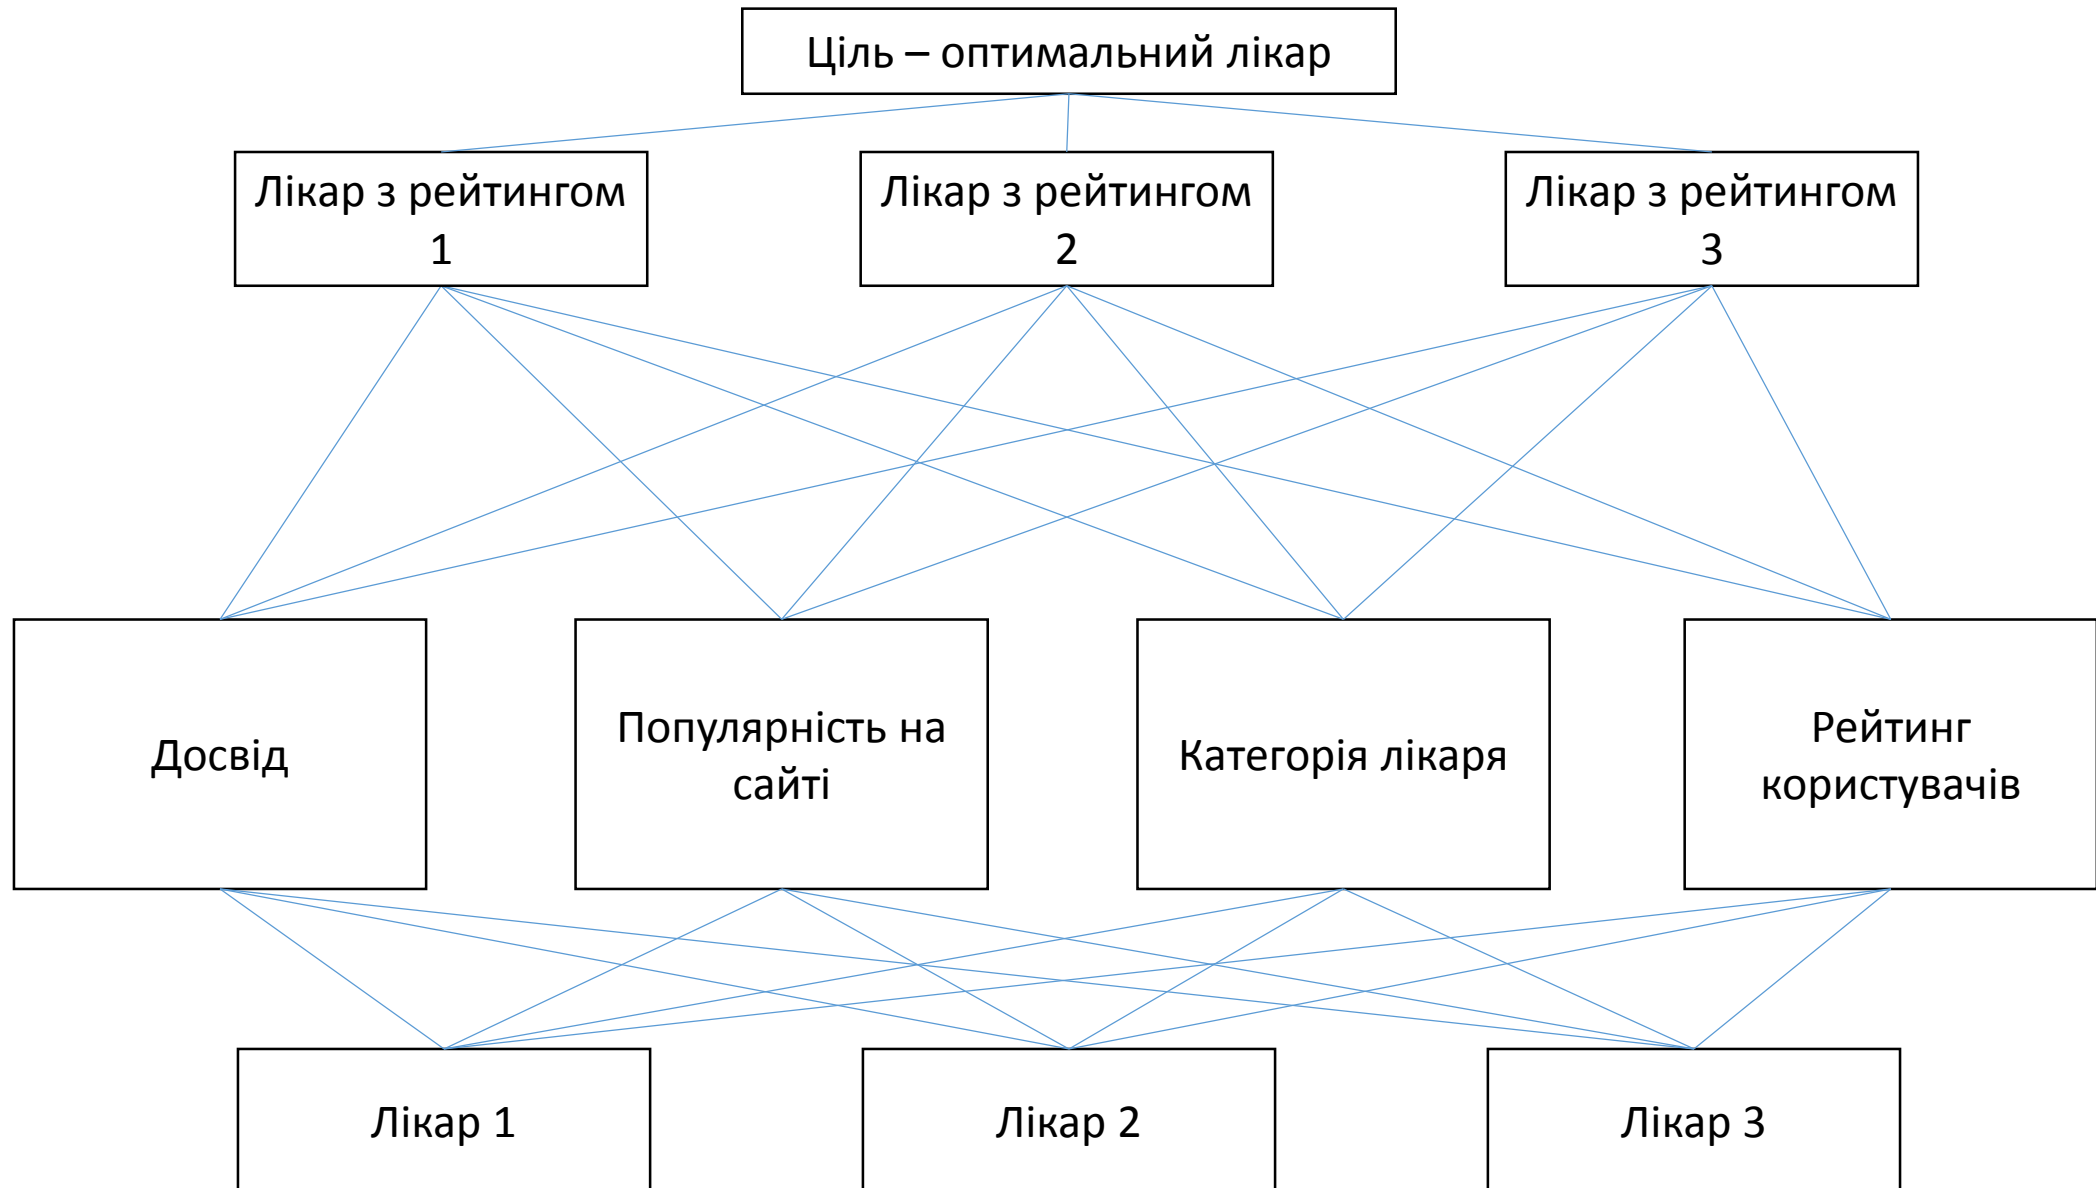 Ціль – оптимальний лікар
Лікар з рейтингом
1
Лікар з рейтингом
2
Лікар з рейтингом
3
Досвід
Популярність на
сайті
Категорія лікаря
Рейтинг
користувачів
Лікар 1
Лікар 2
Лікар 3